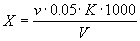 X = v·0.05·K·1000 / V